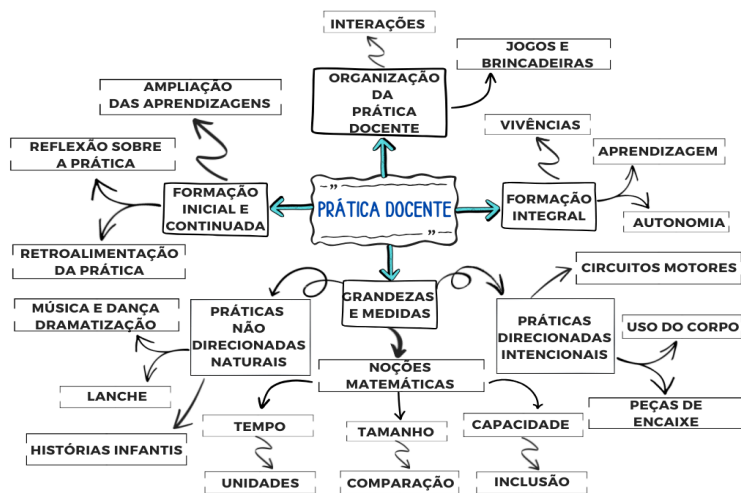 INTERAÇÕES
JOGOS E
BRINCADEIRAS
ORGANIZAÇÃO
DA
PRÁTICA
DOCENTE
AMPLIAÇÃO
DAS APRENDIZAGENS
VIVÊNCIAS
REFLEXÃO SOBRE
A PRÁTICA
APRENDIZAGEM
FORMAÇÃO
INICIAL E
CONTINUADA
PRÁTICA DOCENTE
FORMAÇÃO
INTEGRAL
AUTONOMIA
RETROALIMENTAÇÃO
DA PRÁTICA
CIRCUITOS MOTORES
GRANDEZAS
E MEDIDAS
MÚSICA E DANÇA
DRAMATIZAÇÃO
PRÁTICAS
NÃO
DIRECIONADAS
NATURAIS
PRÁTICAS
DIRECIONADAS
INTENCIONAIS
USO DO CORPO
NOÇÕES
MATEMÁTICAS
LANCHE
PEÇAS DE
ENCAIXE
TEMPO
TAMANHO
CAPACIDADE
HISTÓRIAS INFANTIS
UNIDADES
COMPARAÇÃO
INCLUSÃO